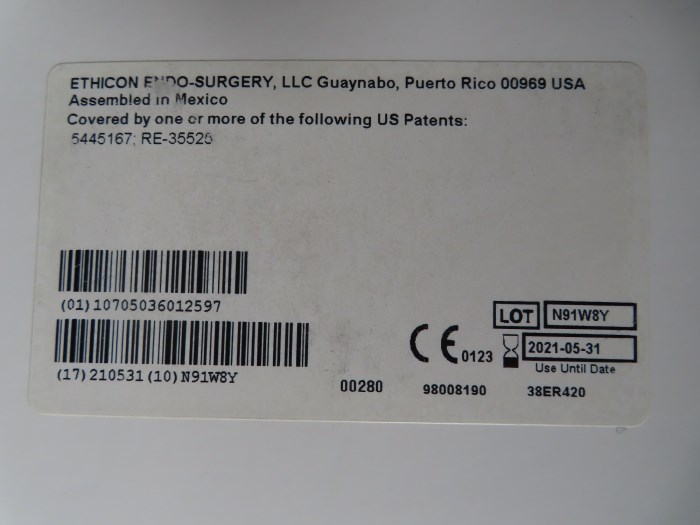 ETHICON ENDO-SURGERY, LLC Guaynabo, Puerto Rico 00969 USA
Assembled in Mexico
Covered by one or more of the following US Patents:
5445167; RE-35525
(01)10705036012597
LOT N91W8Y
CE 0123 2021-05-31
Use Until Date
(17)210531(10)N91W8Y
00280 98008190 38ER420